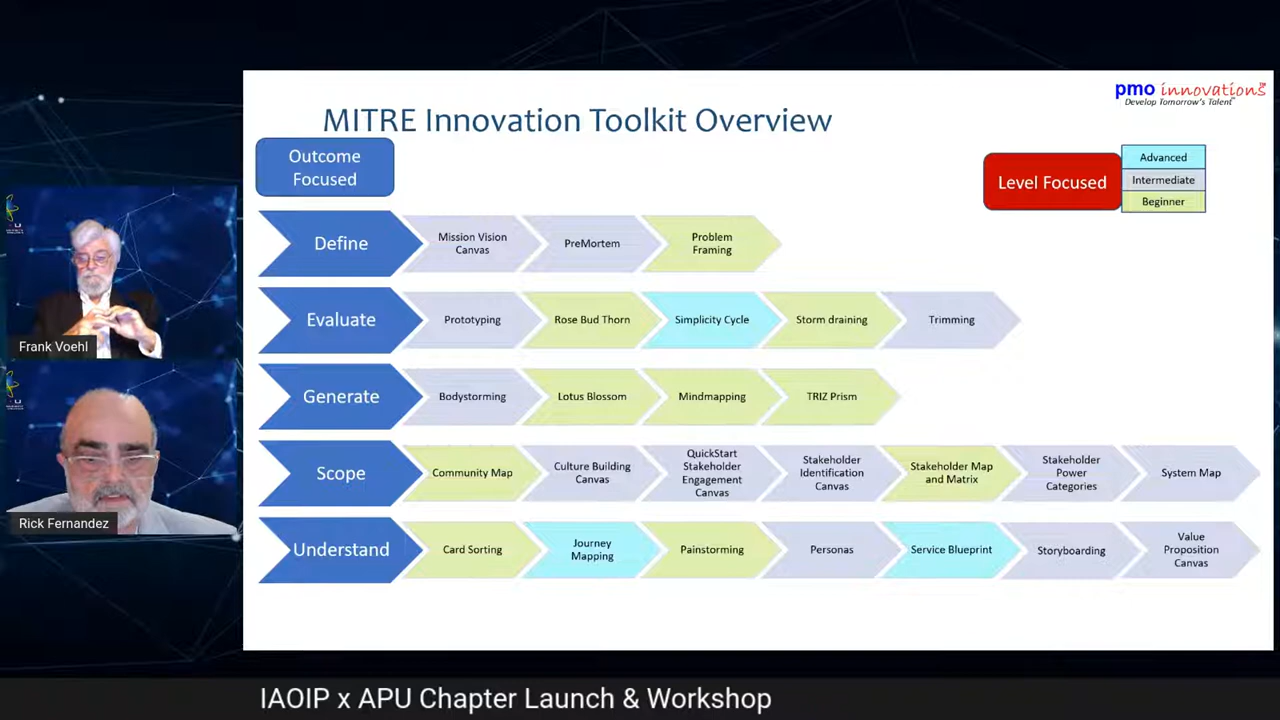 pmo innovations
Develop Tomorrow's Talent
MITRE Innovation Toolkit Overview
Outcome
Focused
Level Focused
Advanced
Intermediate
Beginner
Define
Mission Vision
Canvas
PreMortem
Problem
Framing
Evaluate
Prototyping
Rose Bud Thorn
Simplicity Cycle
Storm draining
Trimming
Generate
Bodystorming
Lotus Blossom
Mindmapping
TRIZ Prism
Scope
Community Map
Culture Building
Canvas
QuickStart
Stakeholder
Engagement
Canvas
Stakeholder
Identification
Canvas
Stakeholder Map
and Matrix
Stakeholder
Power
Categories
System Map
Understand
Card Sorting
Journey
Mapping
Painstorming
Personas
Service Blueprint
Storyboarding
Value
Proposition
Canvas
Frank Voehl
Rick Fernandez
IAOIP x APU Chapter Launch & Workshop